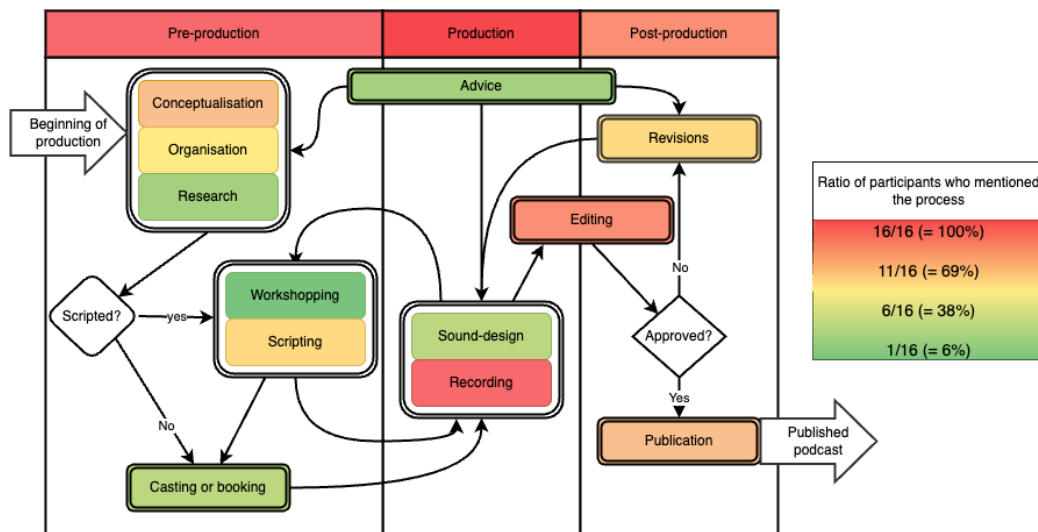 Pre-production
Production
Post-production
Advice
Conceptualisation
Beginning of
production
Organisation
Revisions
Research
Ratio of participants who mentioned
the process
Editing
16/16 (= 100%)
11/16 (= 69%)
No
Workshopping
Scripted?
yes
6/16 (= 38%)
Scripting
Sound-design
Approved?
1/16 (= 6%)
Recording
Yes
No
Publication
Published
podcast
Casting or booking